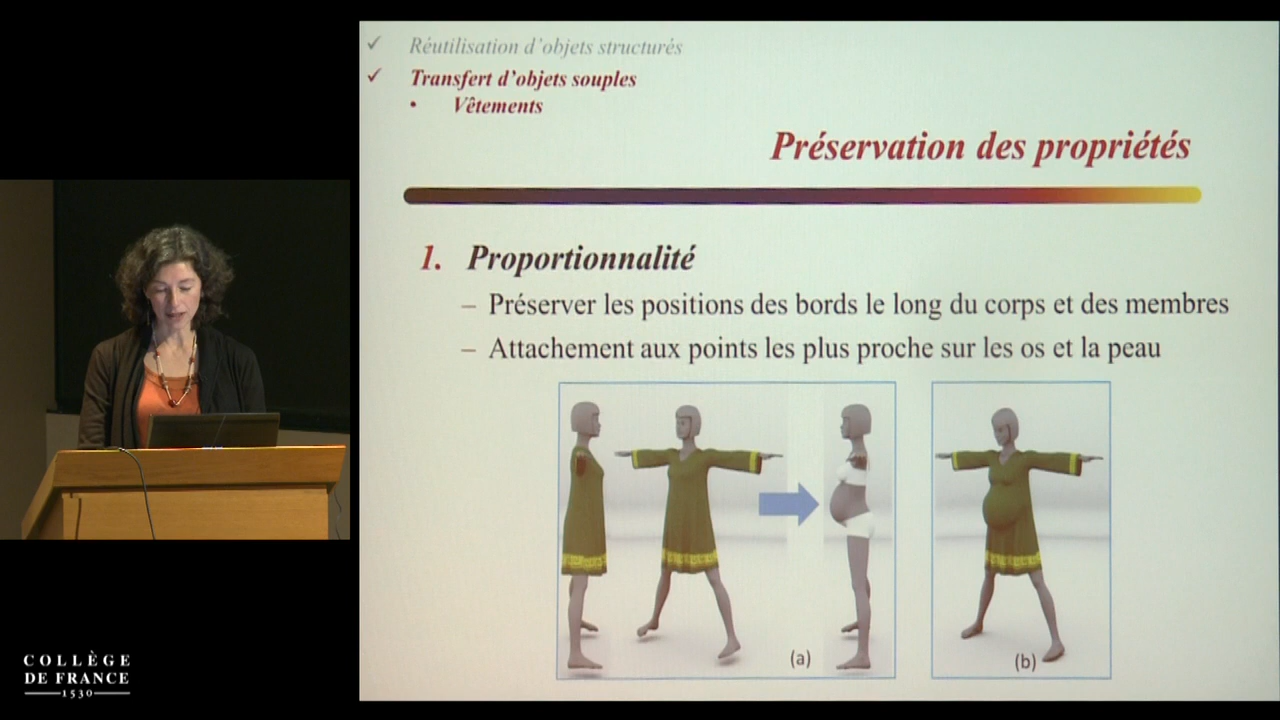 ✓ Réutilisation d'objets structurés
✓ Transfert d'objets souples
• Vêtements
Préservation des propriétés
1. Proportionnalité
– Préserver les positions des bords le long du corps et des membres
– Attachement aux points les plus proche sur les os et la peau
(a)
(b)
COLLÈGE
DE FRANCE
1530